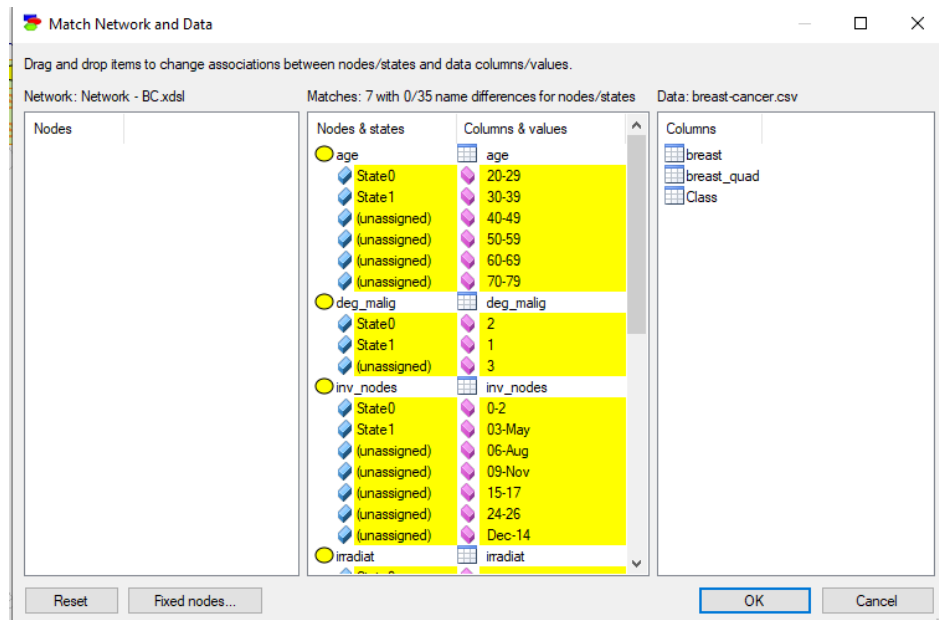 Match Network and Data
Drag and drop items to change associations between nodes/states and data columns/values.
Network: Network - BC.xdsl
Matches: 7 with 0/35 name differences for nodes/states
Data: breast-cancer.csv
Nodes
Nodes & states Columns & values
Columns
age age
breast
State0 20-29
breast_quad
State1 30-39
Class
(unassigned) 40-49
(unassigned) 50-59
(unassigned) 60-69
(unassigned) 70-79
deg_malig deg_malig
State0 2
State1 1
(unassigned) 3
inv_nodes inv_nodes
State0 0-2
State1 03-May
(unassigned) 06-Aug
(unassigned) 09-Nov
(unassigned) 15-17
(unassigned) 24-26
(unassigned) Dec-14
irradiat irradiat
Reset Fixed nodes... OK Cancel